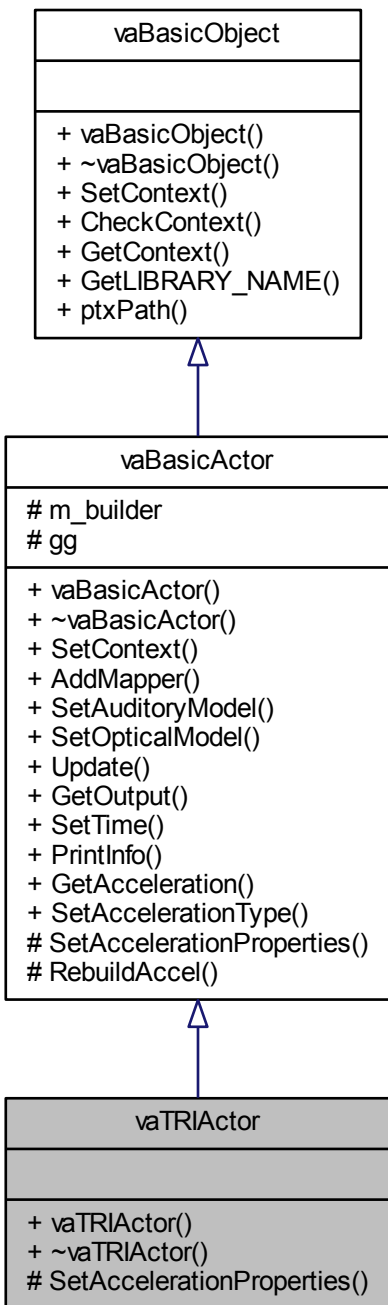 vaBasicObject
+ vaBasicObject()
+ ~vaBasicObject()
+ SetContext()
+ CheckContext()
+ GetContext()
+ GetLIBRARY_NAME()
+ ptxPath()
vaBasicActor
# m_builder
# gg
+ vaBasicActor()
+ ~vaBasicActor()
+ SetContext()
+ AddMapper()
+ SetAuditoryModel()
+ SetOpticalModel()
+ Update()
+ GetOutput()
+ SetTime()
+ PrintInfo()
+ GetAcceleration()
+ SetAccelerationType()
# SetAccelerationProperties()
# RebuildAccel()
vaTRIActor
+ vaTRIActor()
+ ~vaTRIActor()
# SetAccelerationProperties()